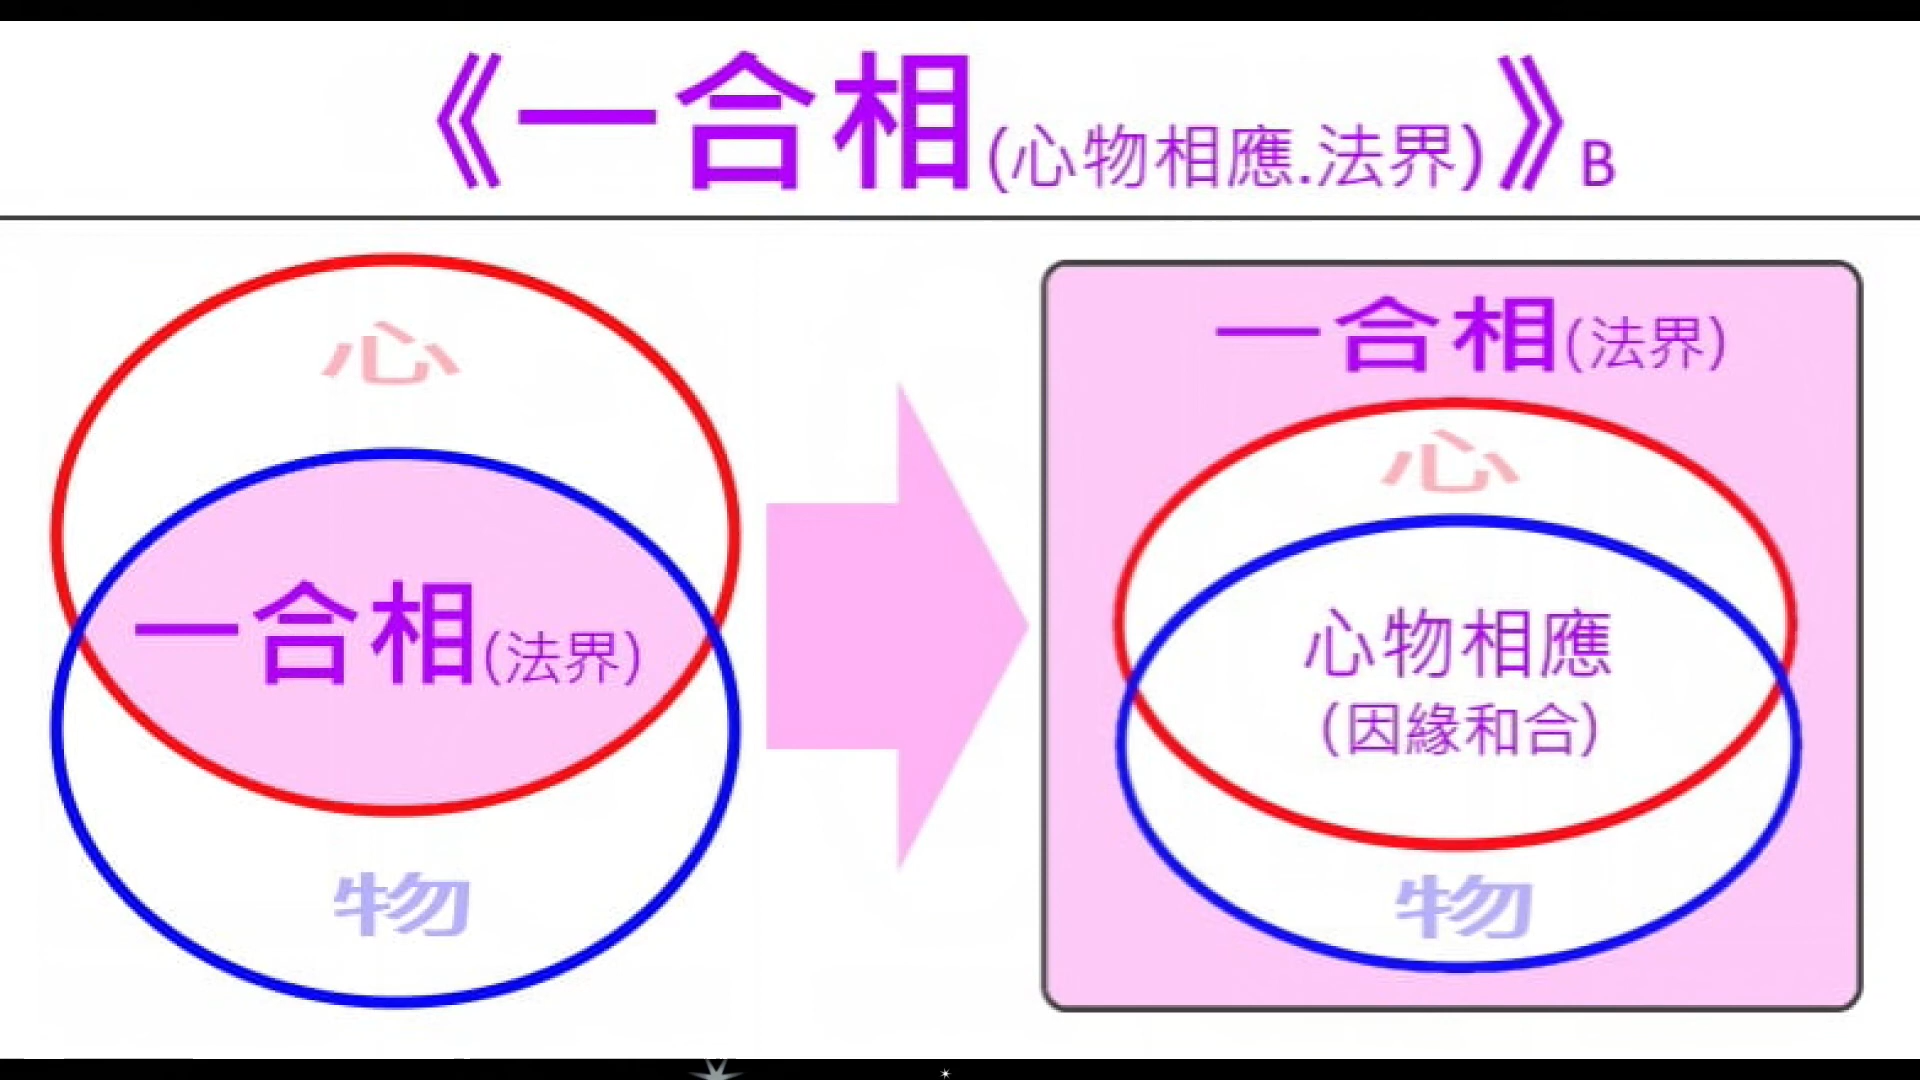 《一合相(心物相應.法界)》B
心
一合相(法界)
物
一合相(法界)
心
心物相應
(因緣和合)
物